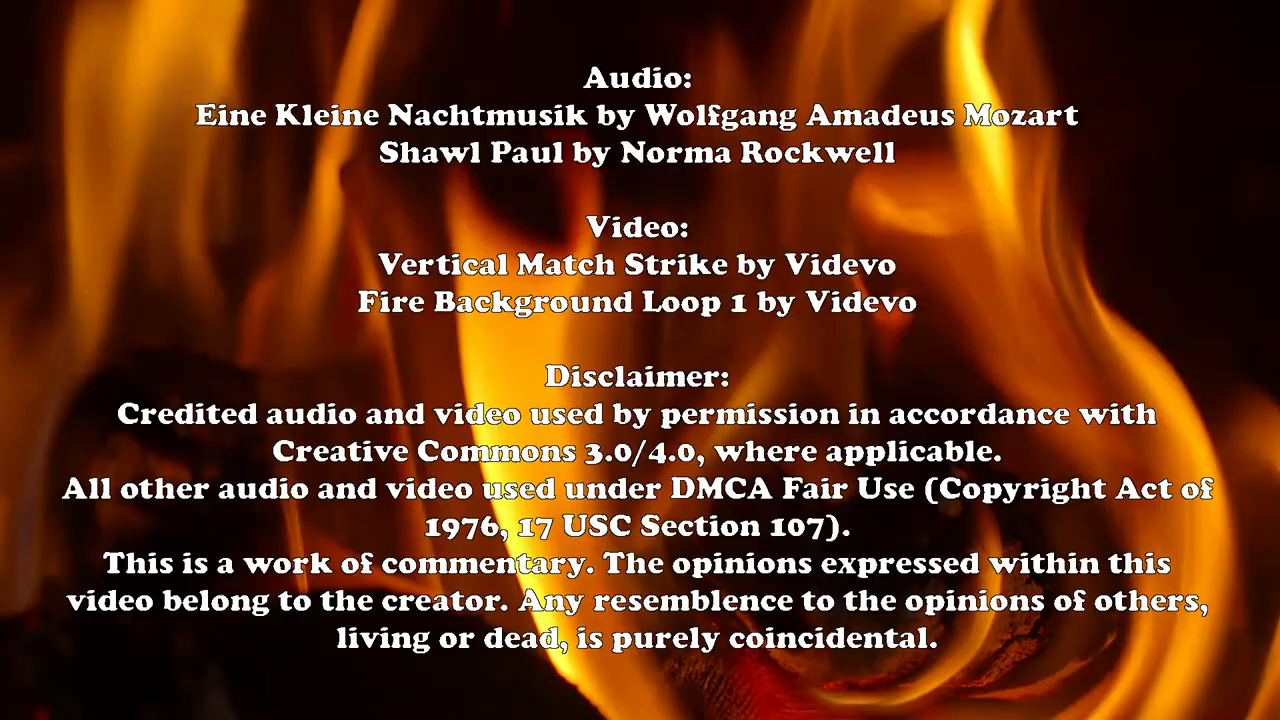 Audio:
Eine Kleine Nachtmusik by Wolfgang Amadeus Mozart
Shawl Paul by Norma Rockwell
Video:
Vertical Match Strike by Videvo
Fire Background Loop 1 by Videvo
Disclaimer:
Credited audio and video used by permission in accordance with
Creative Commons 3.0/4.0, where applicable.
All other audio and video used under DMCA Fair Use (Copyright Act of
1976, 17 USC Section 107).
This is a work of commentary. The opinions expressed within this
video belong to the creator. Any resemblence to the opinions of others,
living or dead, is purely coincidental.